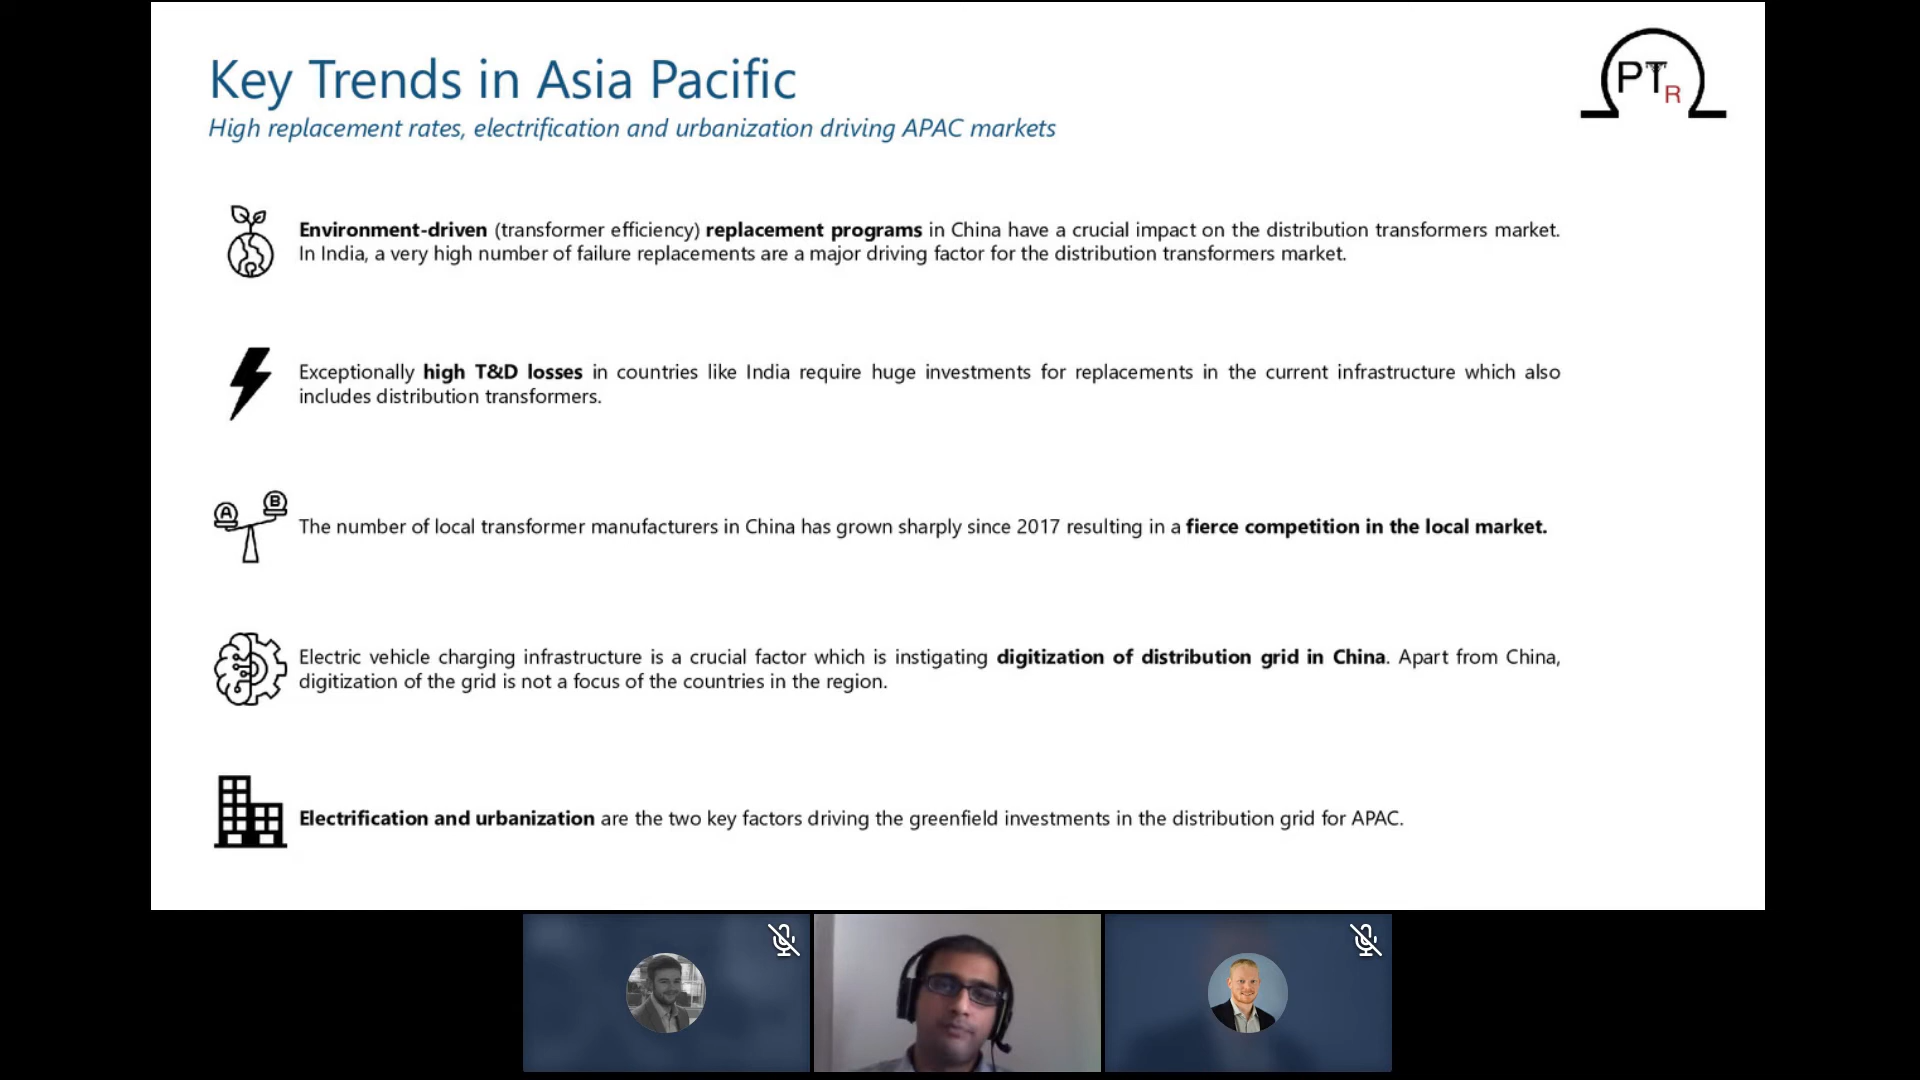 Key Trends in Asia Pacific
High replacement rates, electrification and urbanization driving APAC markets
PTR
Environment-driven (transformer efficiency) replacement programs in China have a crucial impact on the distribution transformers market.
In India, a very high number of failure replacements are a major driving factor for the distribution transformers market.
Exceptionally high T&D losses in countries like India require huge investments for replacements in the current infrastructure which also
includes distribution transformers.
A B
The number of local transformer manufacturers in China has grown sharply since 2017 resulting in a fierce competition in the local market.
Electric vehicle charging infrastructure is a crucial factor which is instigating digitization of distribution grid in China. Apart from China,
digitization of the grid is not a focus of the countries in the region.
Electrification and urbanization are the two key factors driving the greenfield investments in the distribution grid for APAC.